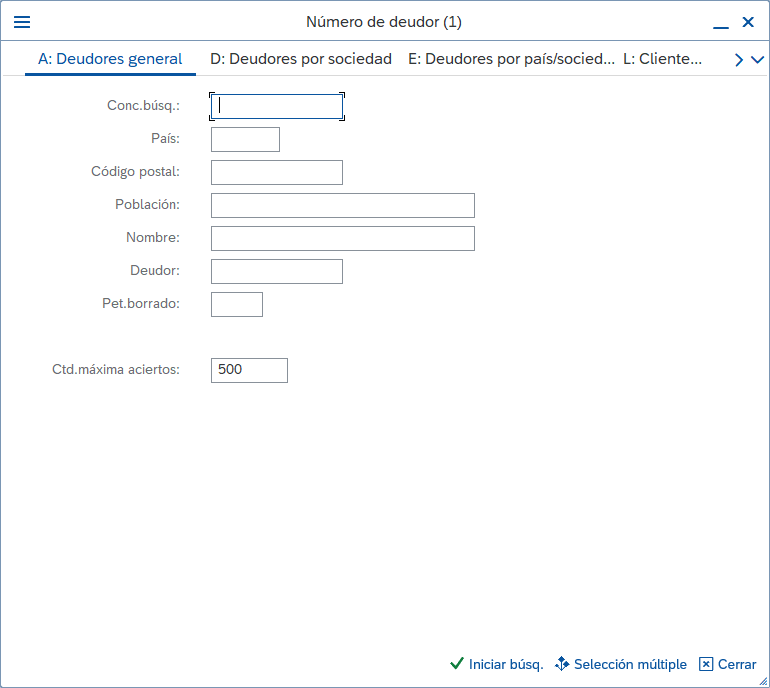 Número de deudor (1)
A: Deudores general D: Deudores por sociedad E: Deudores por país/socied... L: Cliente...
Conc.búsq.:
País:
Código postal:
Población:
Nombre:
Deudor:
Pet.borrado:
Ctd.máxima aciertos: 500
Iniciar búsq. Selección múltiple Cerrar